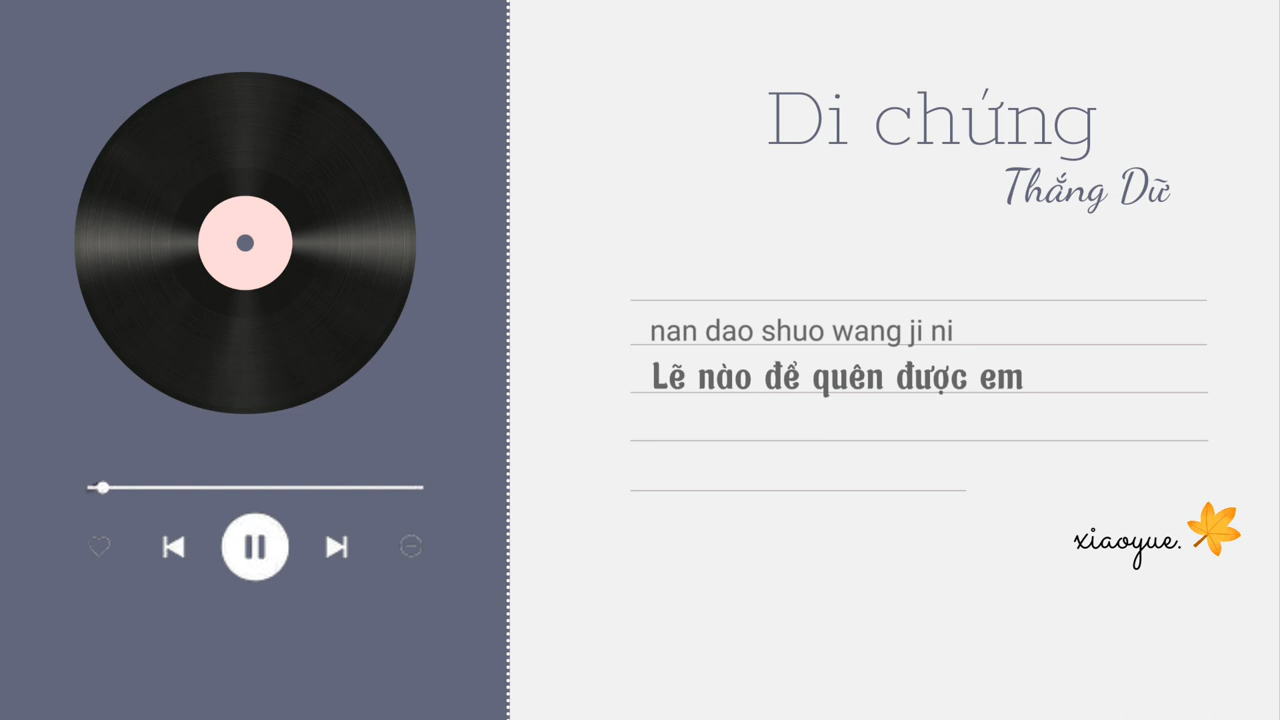 Di chứng
Thắng Dữ
nan dao shuo wang ji ni
Lẽ nào để quên được em
xiaoyue.